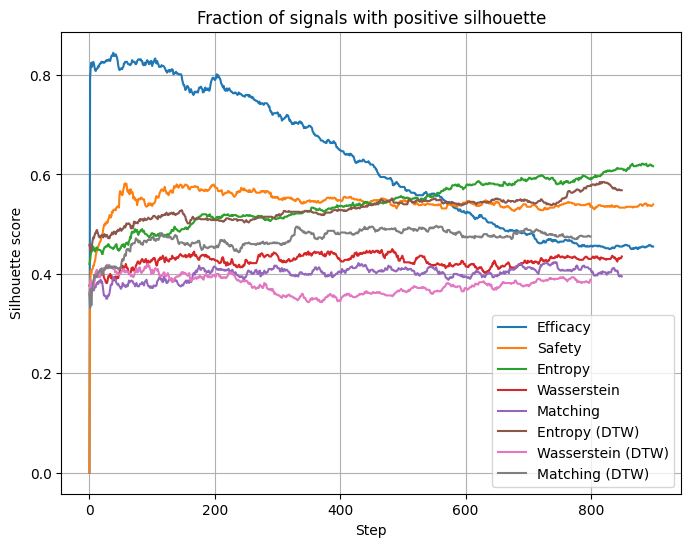 Fraction of signals with positive silhouette
Silhouette score
0.8
0.6
0.4
0.2
0.0
Efficacy
Safety
Entropy
Wasserstein
Matching
Entropy (DTW)
Wasserstein (DTW)
Matching (DTW)
0 200 400 600 800
Step